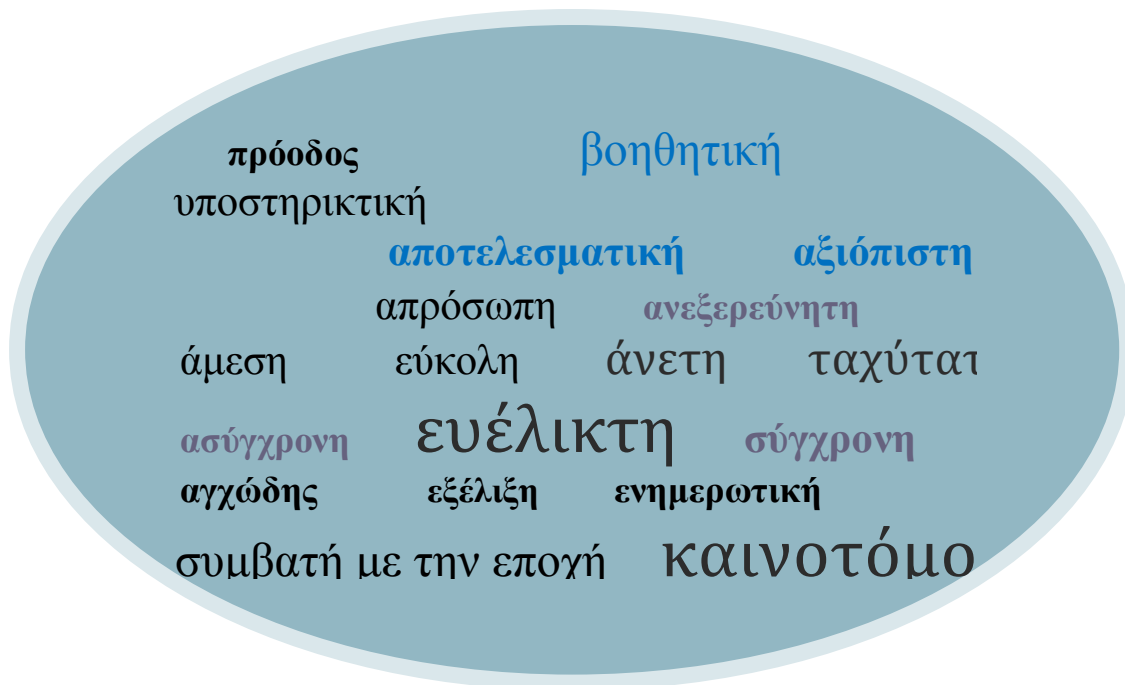 πρόοδος βοηθητική
υποστηρικτική
αποτελεσματική αξιόπιστη
απρόσωπη ανεξερεύνητη
άμεση εύκολη άνετη ταχύτατ
ασύγχρονη ευέλικτη σύγχρονη
αγχώδης εξέλιξη ενημερωτική
συμβατή με την εποχή καινοτόμο